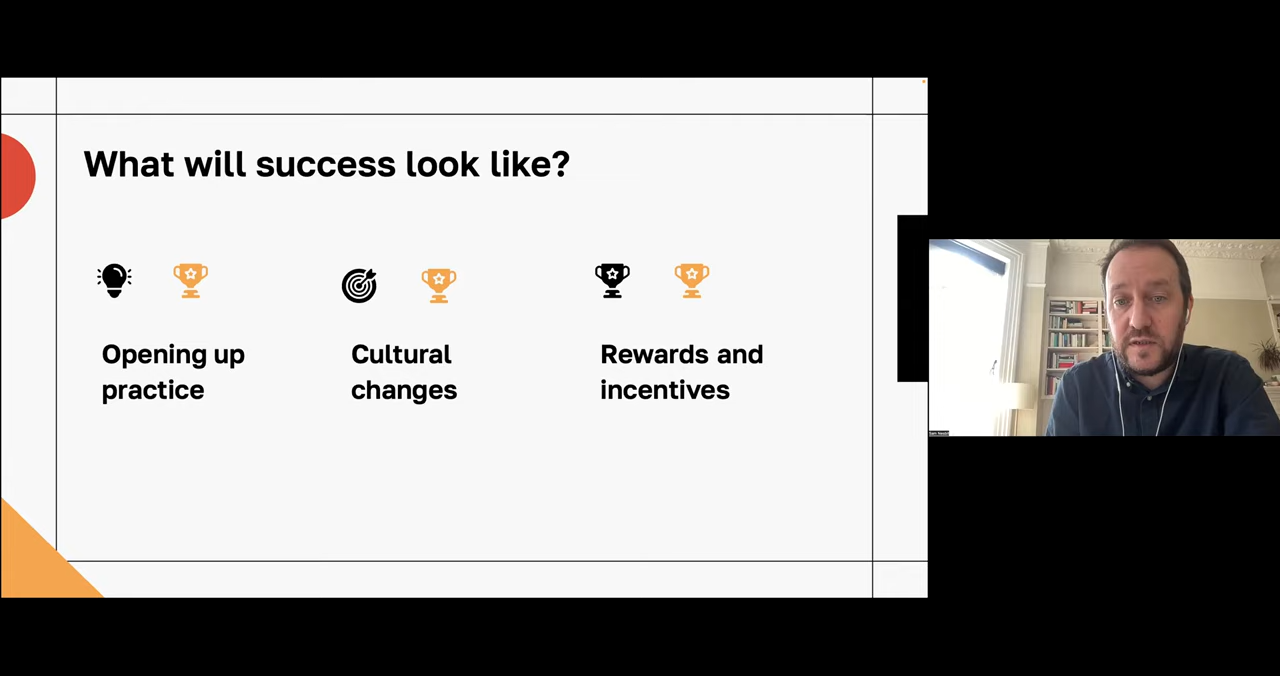 What will success look like?
Opening up
practice
Cultural
changes
Rewards and
incentives